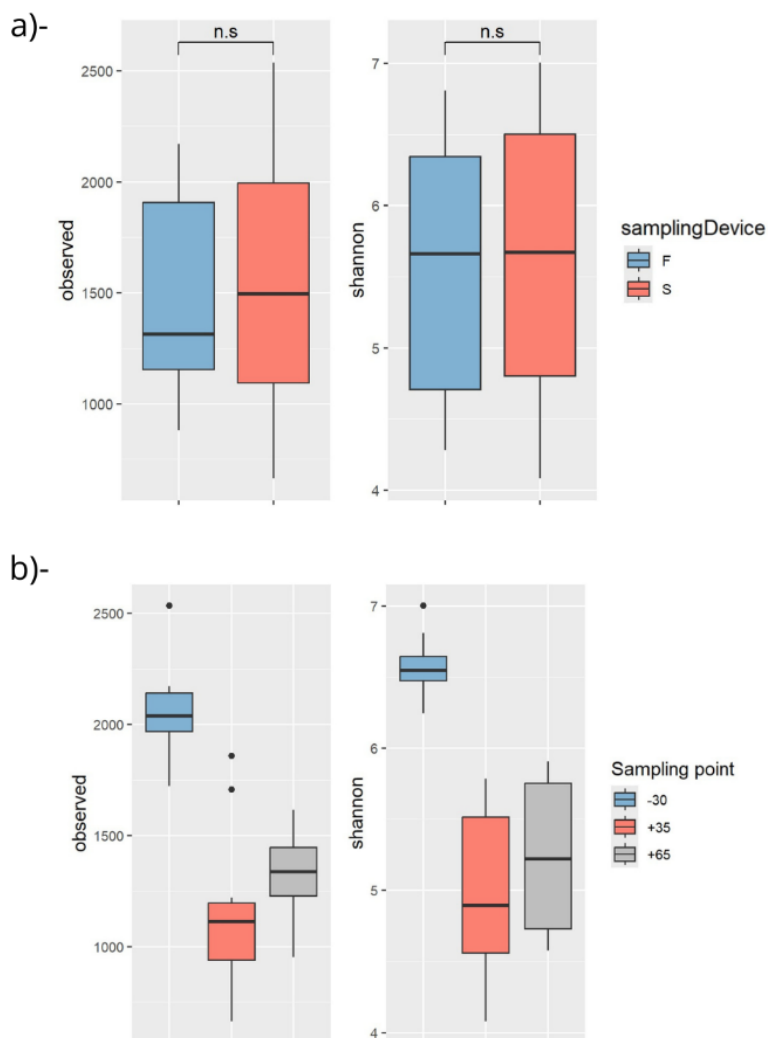 a)-
n.s
2500
2000
1500
1000
observed
n.s
7
6
5
4
shannon
samplingDevice
F
S
b)-
2500
2000
1500
1000
observed
7
6
5
4
shannon
Sampling point
-30
+35
+65